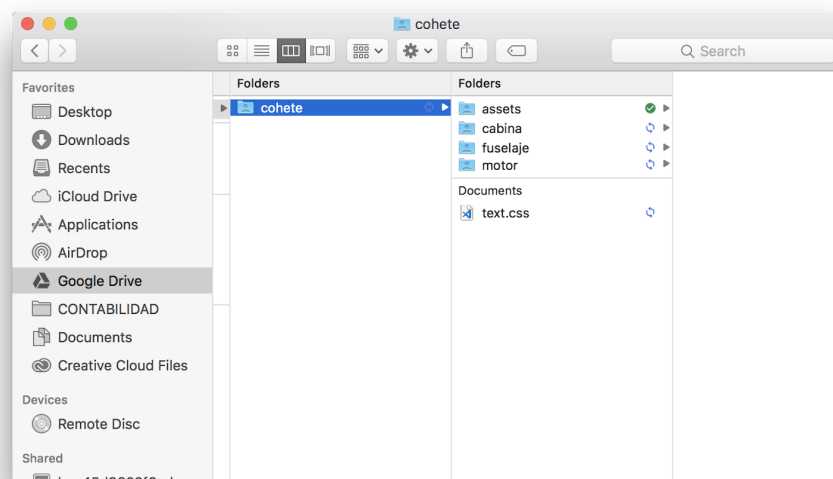 cohete
Search
Favorites
Desktop
Downloads
Recents
iCloud Drive
Applications
AirDrop
Google Drive
CONTABILIDAD
Documents
Creative Cloud Files
Devices
Remote Disc
Shared
Folders
cohete
Folders
assets
cabina
fuselaje
motor
Documents
text.css